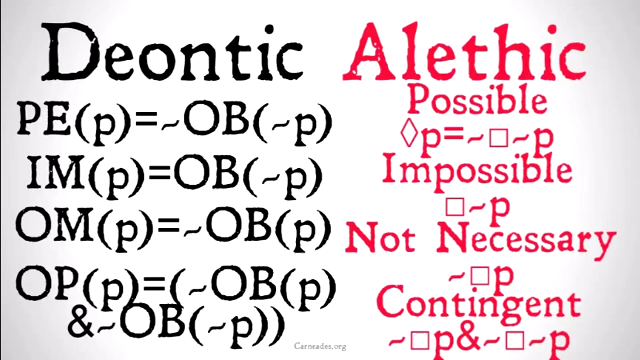 Deontic
PE(p)=~OB(~p)
IM(p)=OB(~p)
OM(p)=~OB(p)
OP(p)=(~OB(p)
&~OB(~p))
Alethic
Possible
◊p=~□~p
Impossible
□~p
Not Necessary
~□p
Contingent
~□p&~□~p
Carneades.org